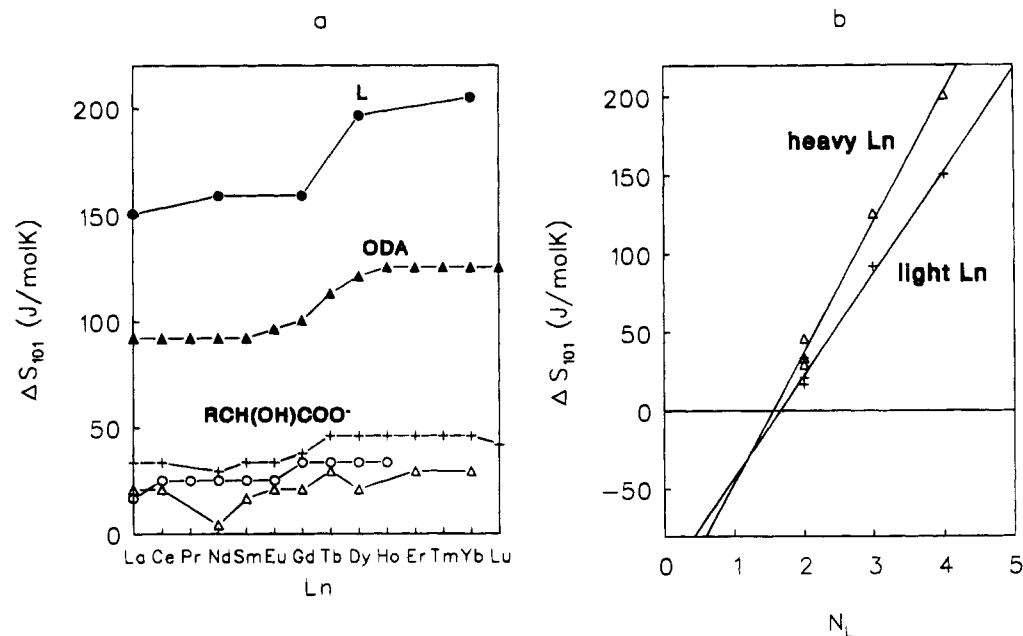 a
ΔS₁₀₁ (J/molK)
200
150
100
50
0
L
ODA
RCH(OH)COO⁻
La Ce Pr Nd Sm Eu Gd Tb Dy Ho Er Tm Yb Lu
Ln
b
ΔS₁₀₁ (J/molK)
200
150
100
50
0
−50
heavy Ln
light Ln
0 1 2 3 4 5
N_L